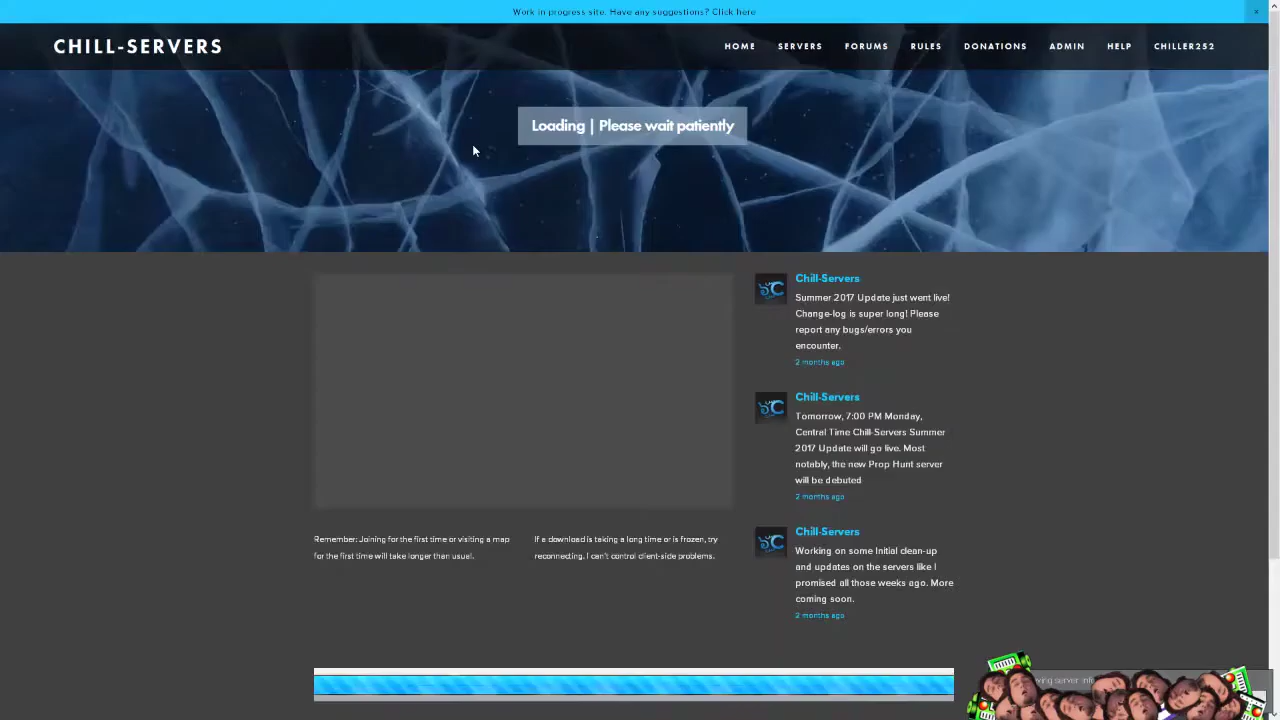 Work in progress site. Have any suggestions? Click here
×
CHILL-SERVERS
HOME SERVERS FORUMS RULES DONATIONS ADMIN HELP CHILLER252
Loading | Please wait patiently
Chill-Servers
Summer 2017 Update just went live!
Change-log is super long! Please
report any bugs/errors you
encounter.
2 months ago
Chill-Servers
Tomorrow, 7:00 PM Monday,
Central Time Chill-Servers Summer
2017 Update will go live. Most
notably, the new Prop Hunt server
will be debuted
2 months ago
Chill-Servers
Working on some Initial clean-up
and updates on the servers like I
promised all those weeks ago. More
coming soon.
2 months ago
Remember: Joining for the first time or visiting a map
for the first time will take longer than usual.
If a download is taking a long time or is frozen, try
reconnecting. I can't control client-side problems.
server info